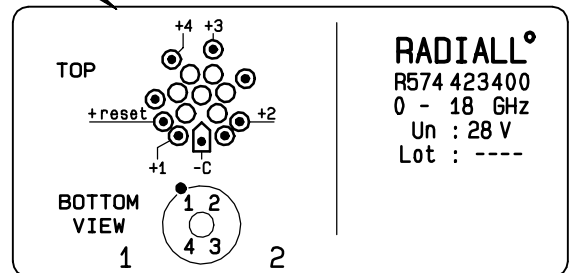 +4 +3
TOP
+reset
+2
+1 -C
BOTTOM
VIEW
1 2
4 3
1 2
RADIALL°
R574 423400
0 - 18 GHz
Un : 28 V
Lot : ----